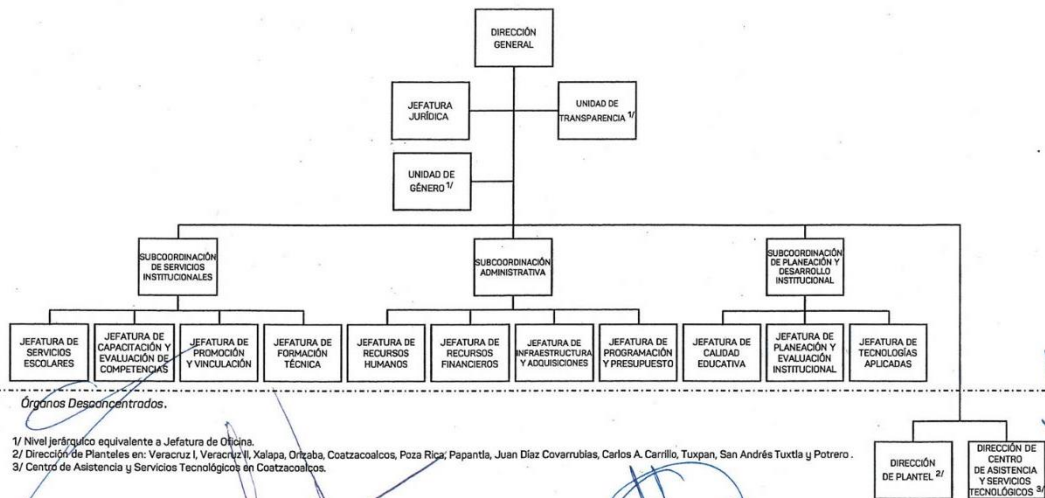 DIRECCIÓN
GENERAL
JEFATURA
JURÍDICA
UNIDAD DE
TRANSPARENCIA 1/
UNIDAD DE
GÉNERO 1/
SUBCOORDINACIÓN
DE SERVICIOS
INSTITUCIONALES
SUBCOORDINACIÓN
ADMINISTRATIVA
SUBCOORDINACIÓN
DE PLANEACIÓN Y
DESARROLLO
INSTITUCIONAL
JEFATURA DE
SERVICIOS
ESCOLARES
JEFATURA DE
CAPACITACIÓN Y
EVALUACIÓN DE
COMPETENCIAS
JEFATURA DE
PROMOCIÓN
Y VINCULACIÓN
JEFATURA DE
FORMACIÓN
TÉCNICA
JEFATURA DE
RECURSOS
HUMANOS
JEFATURA DE
RECURSOS
FINANCIEROS
JEFATURA DE
INFRAESTRUCTURA
Y ADQUISICIONES
JEFATURA DE
PROGRAMACIÓN
Y PRESUPUESTO
JEFATURA DE
CALIDAD
EDUCATIVA
JEFATURA DE
PLANEACIÓN Y
EVALUACIÓN
INSTITUCIONAL
JEFATURA DE
TECNOLOGÍAS
APLICADAS
Órganos Desconcentrados.
1/ Nivel jerárquico equivalente a Jefatura de Oficina.
2/ Dirección de Planteles en: Veracruz I, Veracruz II, Xalapa, Orizaba, Coatzacoalcos, Poza Rica, Papantla, Juan Díaz Covarrubias, Carlos A. Carrillo, Tuxpan, San Andrés Tuxtla y Potrero.
3/ Centro de Asistencia y Servicios Tecnológicos en Coatzacoalcos.
DIRECCIÓN
DE PLANTEL 2/
DIRECCIÓN DE
CENTRO
DE ASISTENCIA
Y SERVICIOS
TECNOLÓGICOS 3/